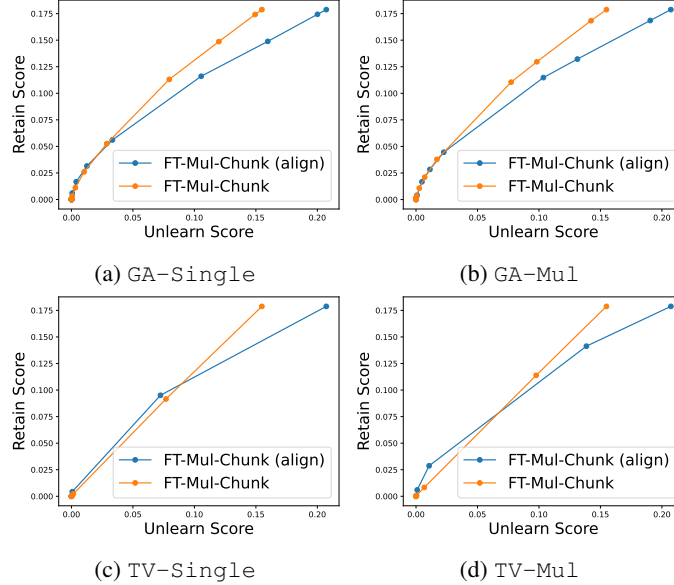 0.175
0.150
0.125
0.100
0.075
0.050
0.025
0.000
Retain Score
FT-Mul-Chunk (align)
FT-Mul-Chunk
0.00 0.05 0.10 0.15 0.20
Unlearn Score
(a) GA-Single
0.175
0.150
0.125
0.100
0.075
0.050
0.025
0.000
Retain Score
FT-Mul-Chunk (align)
FT-Mul-Chunk
0.00 0.05 0.10 0.15 0.20
Unlearn Score
(b) GA-Mul
0.175
0.150
0.125
0.100
0.075
0.050
0.025
0.000
Retain Score
FT-Mul-Chunk (align)
FT-Mul-Chunk
0.00 0.05 0.10 0.15 0.20
Unlearn Score
(c) TV-Single
0.175
0.150
0.125
0.100
0.075
0.050
0.025
0.000
Retain Score
FT-Mul-Chunk (align)
FT-Mul-Chunk
0.00 0.05 0.10 0.15 0.20
Unlearn Score
(d) TV-Mul